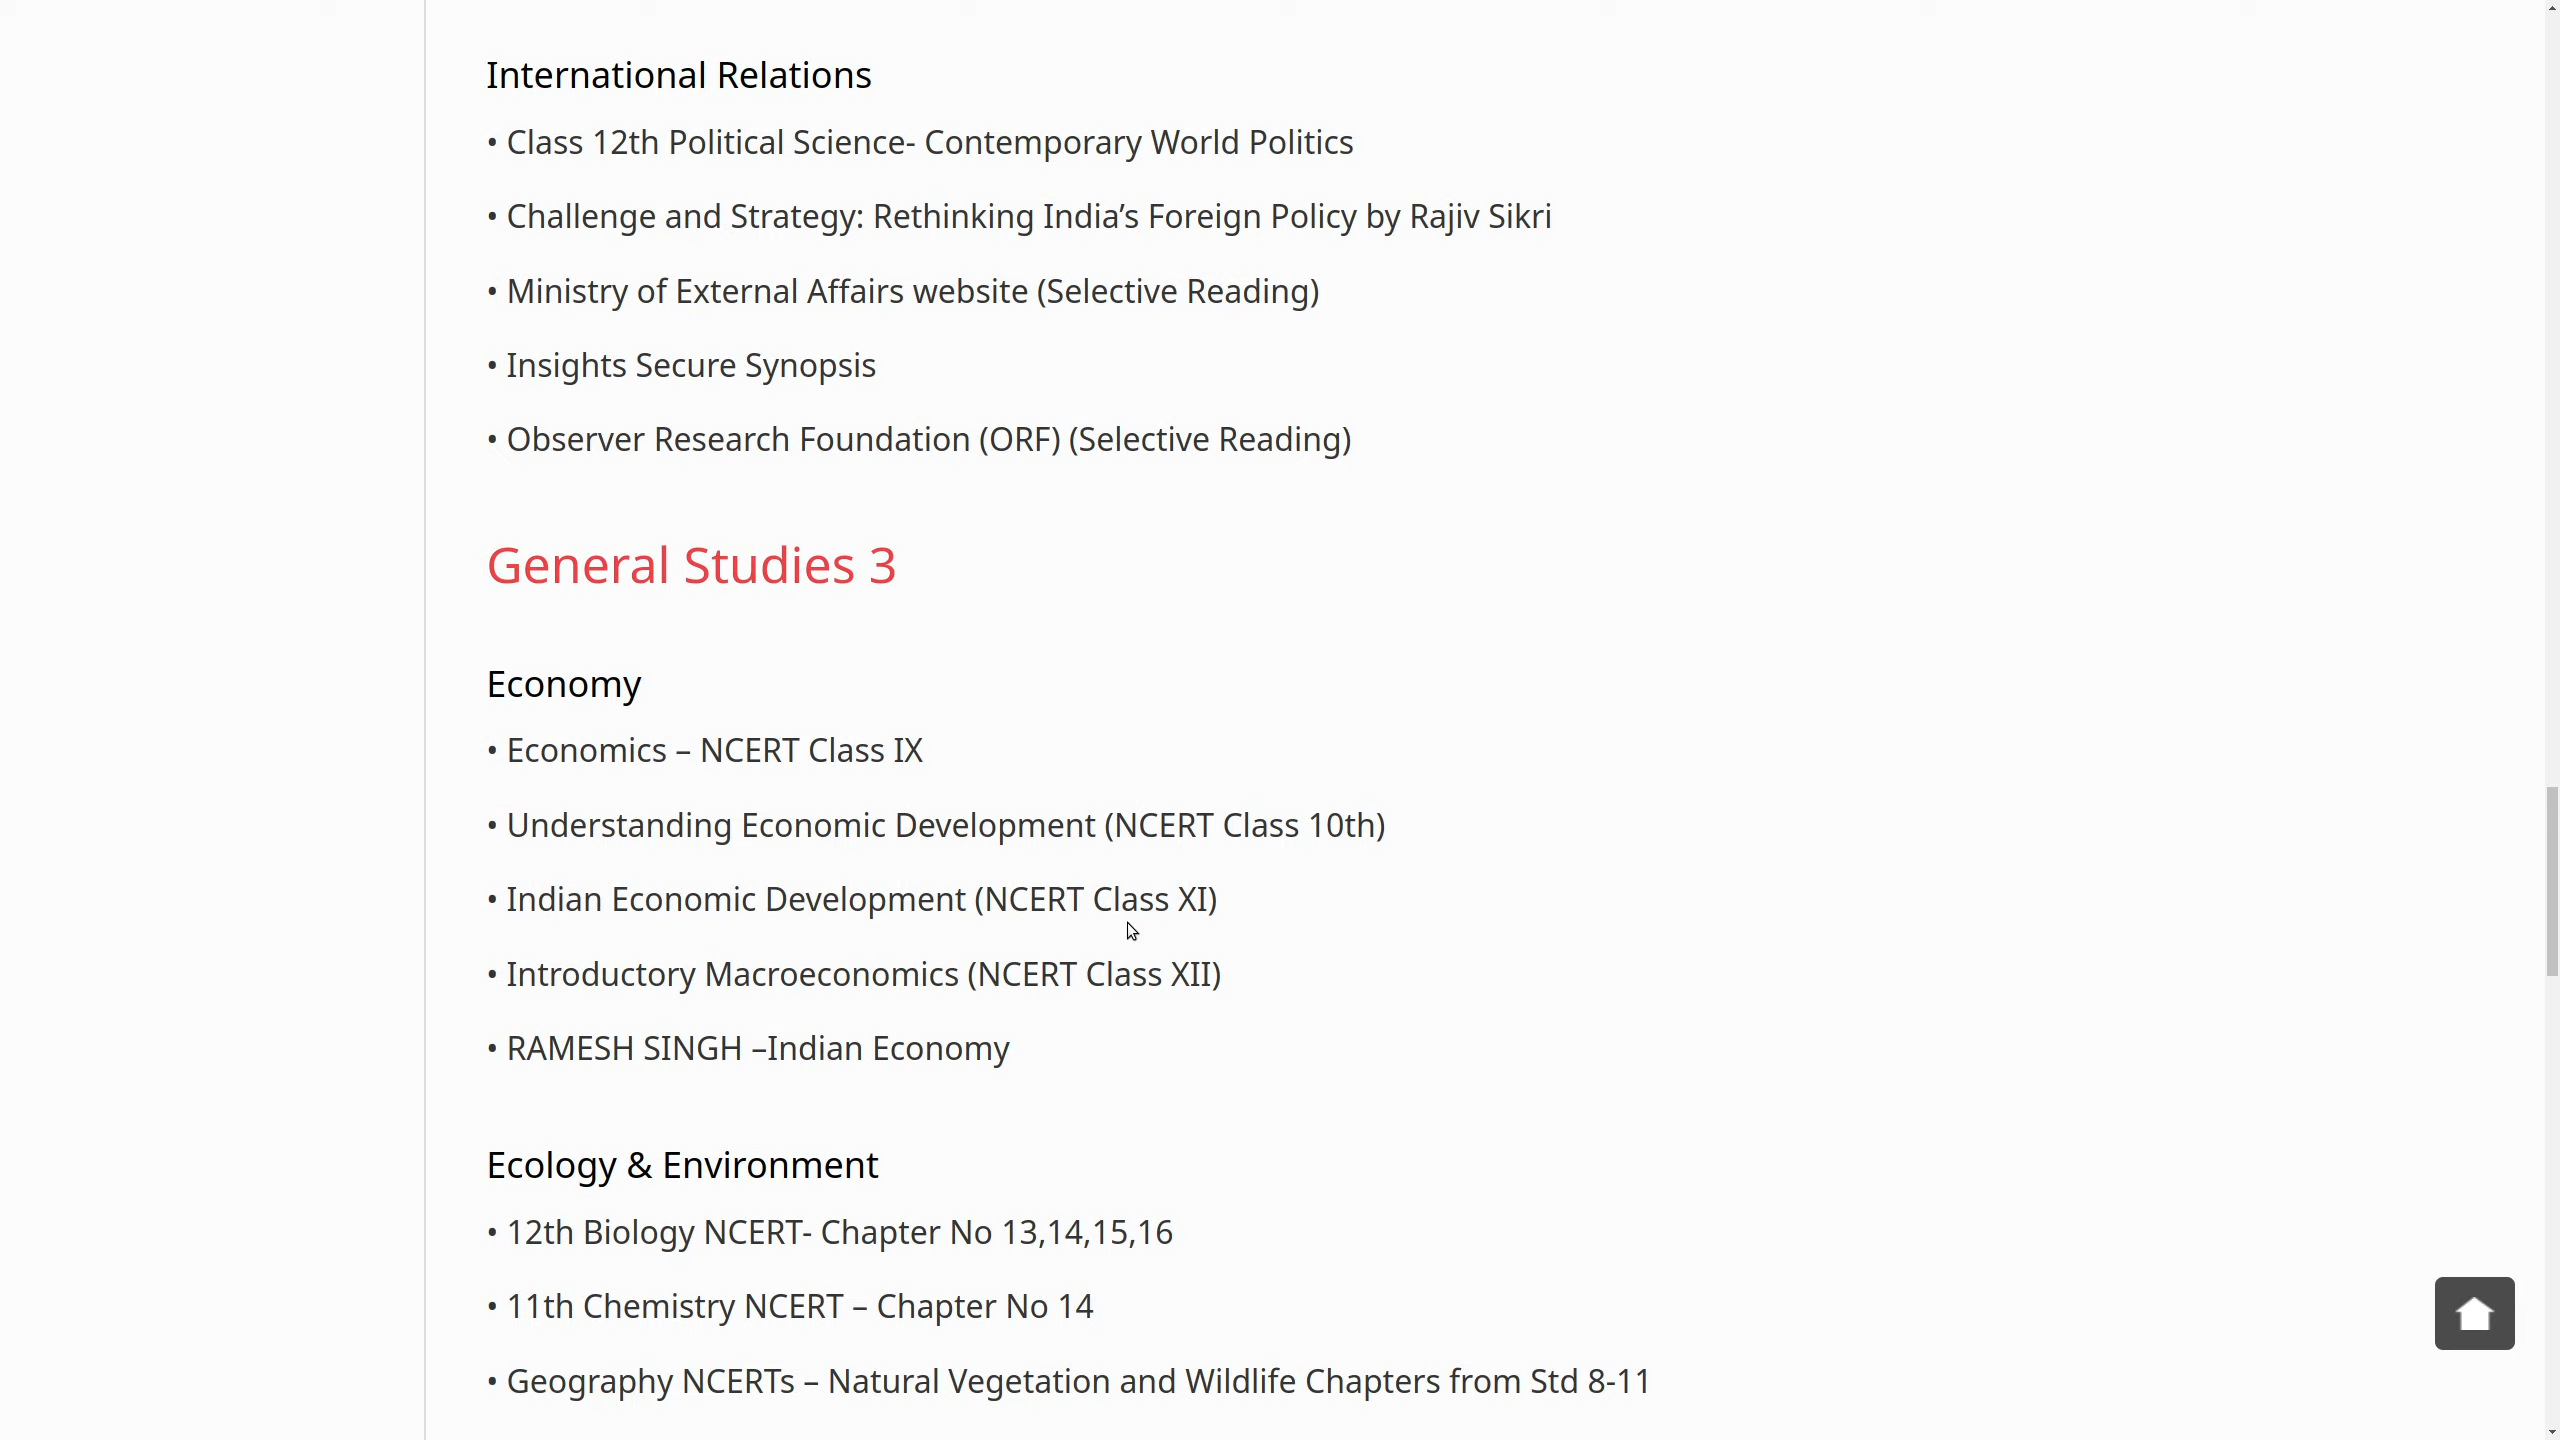 International Relations
• Class 12th Political Science- Contemporary World Politics
• Challenge and Strategy: Rethinking India’s Foreign Policy by Rajiv Sikri
• Ministry of External Affairs website (Selective Reading)
• Insights Secure Synopsis
• Observer Research Foundation (ORF) (Selective Reading)
General Studies 3
Economy
• Economics – NCERT Class IX
• Understanding Economic Development (NCERT Class 10th)
• Indian Economic Development (NCERT Class XI)
• Introductory Macroeconomics (NCERT Class XII)
• RAMESH SINGH –Indian Economy
Ecology & Environment
• 12th Biology NCERT- Chapter No 13,14,15,16
• 11th Chemistry NCERT – Chapter No 14
• Geography NCERTs – Natural Vegetation and Wildlife Chapters from Std 8-11